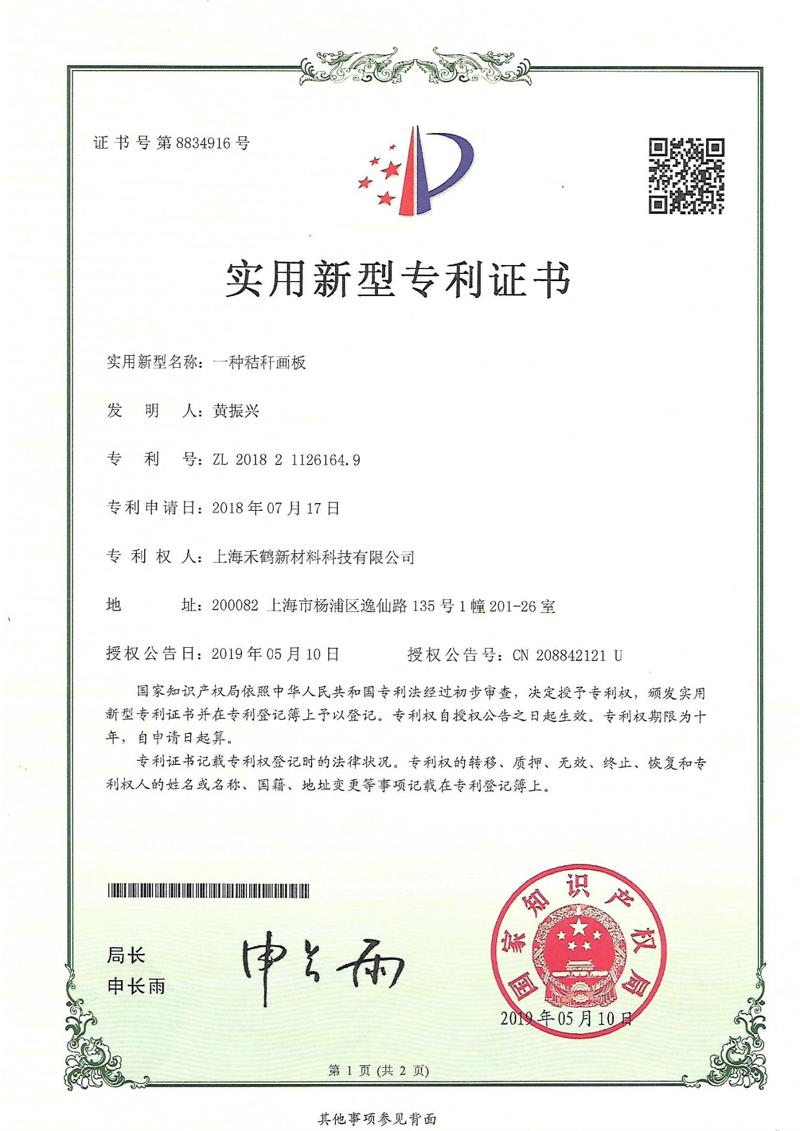 证书号第8834916号
实用新型专利证书
实用新型名称：一种秸秆画板
发明人：黄振兴
专利号：ZL 2018 2 1126164.9
专利申请日：2018年07月17日
专利权人：上海禾鹤新材料科技有限公司
地址：200082 上海市杨浦区逸仙路135号1幢201-26室
授权公告日：2019年05月10日 授权公告号：CN 208842121 U
国家知识产权局依照中华人民共和国专利法经过初步审查，决定授予专利权，颁发实用
新型专利证书并在专利登记簿上予以登记。专利权自授权公告之日起生效。专利权期限为十
年，自申请日起算。
专利证书记载专利权登记时的法律状况。专利权的转移、质押、无效、终止、恢复和专
利权人的姓名或名称、国籍、地址变更等事项记载在专利登记簿上。
局长
申长雨
申长雨
国家知识产权局
2019年05月10日
第1页(共2页)
其他事项参见背面